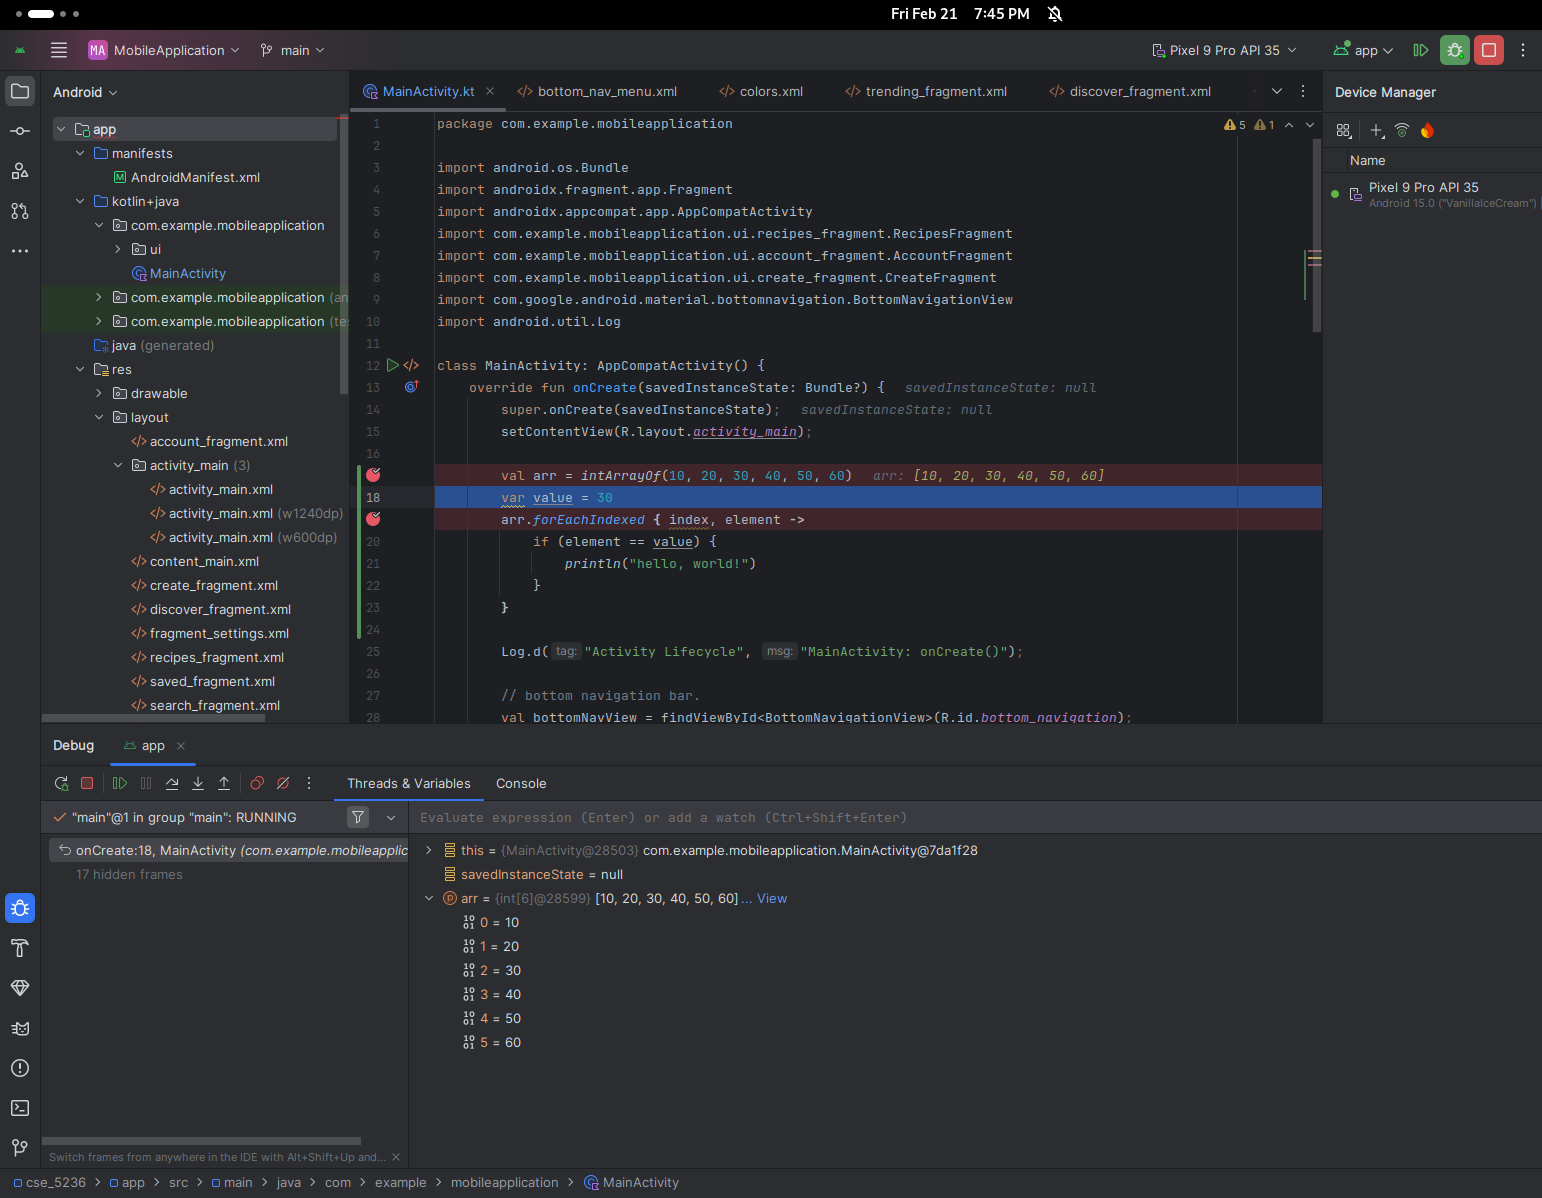 Fri Feb 21 7:45 PM
MA MobileApplication main Pixel 9 Pro API 35 app
Android
MainActivity.kt bottom_nav_menu.xml colors.xml trending_fragment.xml discover_fragment.xml
Device Manager
app
manifests
AndroidManifest.xml
kotlin+java
com.example.mobileapplication
ui
MainActivity
com.example.mobileapplication (an
com.example.mobileapplication (te
java (generated)
res
drawable
layout
account_fragment.xml
activity_main (3)
activity_main.xml
activity_main.xml (w1240dp)
activity_main.xml (w600dp)
content_main.xml
create_fragment.xml
discover_fragment.xml
fragment_settings.xml
recipes_fragment.xml
saved_fragment.xml
search_fragment.xml
1 package com.example.mobileapplication
5 1
2
3 import android.os.Bundle
4 import androidx.fragment.app.Fragment
5 import androidx.appcompat.app.AppCompatActivity
6 import com.example.mobileapplication.ui.recipes_fragment.RecipesFragment
7 import com.example.mobileapplication.ui.account_fragment.AccountFragment
8 import com.example.mobileapplication.ui.create_fragment.CreateFragment
9 import com.google.android.material.bottomnavigation.BottomNavigationView
10 import android.util.Log
11
12 class MainActivity: AppCompatActivity() {
13 override fun onCreate(savedInstanceState: Bundle?) { savedInstanceState: null
14 super.onCreate(savedInstanceState); savedInstanceState: null
15 setContentView(R.layout.activity_main);
16
val arr = intArrayOf(10, 20, 30, 40, 50, 60) arr: [10, 20, 30, 40, 50, 60]
18 var value = 30
arr.forEachIndexed { index, element ->
20 if (element == value) {
21 println("hello, world!")
22 }
23 }
24
25 Log.d( tag: "Activity Lifecycle", msg: "MainActivity: onCreate()");
26
27 // bottom navigation bar.
28 val bottomNavView = findViewById<BottomNavigationView>(R.id.bottom_navigation);
Name
Pixel 9 Pro API 35
Android 15.0 ("VanillaIceCream")
Debug app
Threads & Variables Console
"main"@1 in group "main": RUNNING
Evaluate expression (Enter) or add a watch (Ctrl+Shift+Enter)
onCreate:18, MainActivity (com.example.mobileapplic
17 hidden frames
this = {MainActivity@28503} com.example.mobileapplication.MainActivity@7da1f28
savedInstanceState = null
p arr = {int[6]@28599} [10, 20, 30, 40, 50, 60] ... View
10 01 0 = 10
10 01 1 = 20
10 01 2 = 30
10 01 3 = 40
10 01 4 = 50
10 01 5 = 60
Switch frames from anywhere in the IDE with Alt+Shift+Up and...
cse_5236 > app > src > main > java > com > example > mobileapplication > MainActivity